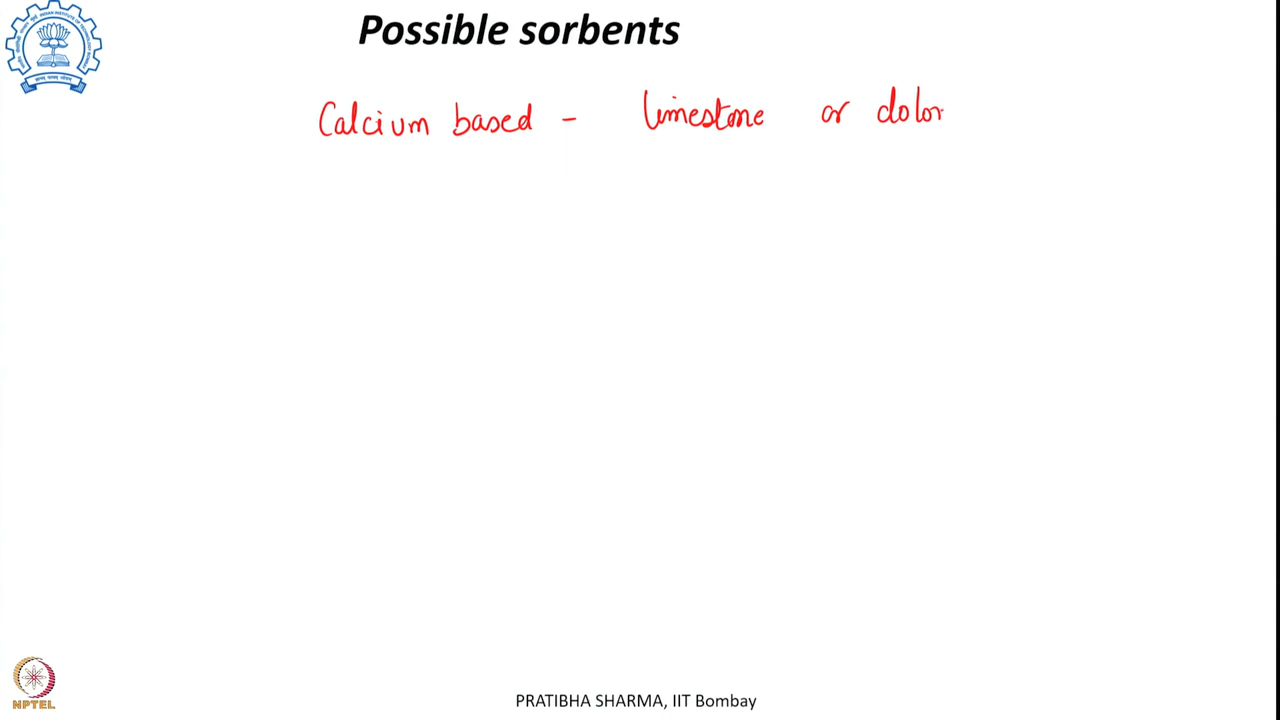 Possible sorbents
Calcium based - limestone or dolor
NPTEL
PRATIBHA SHARMA, IIT Bombay